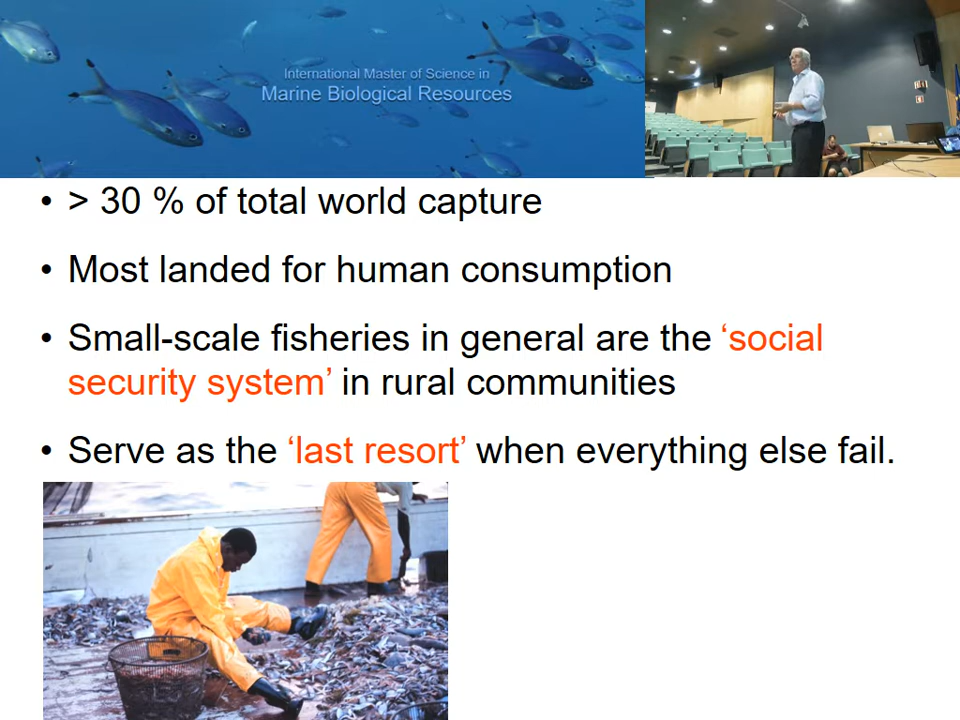 International Master of Science in
Marine Biological Resources
• > 30 % of total world capture
• Most landed for human consumption
• Small-scale fisheries in general are the ‘social
security system’ in rural communities
• Serve as the ‘last resort’ when everything else fail.